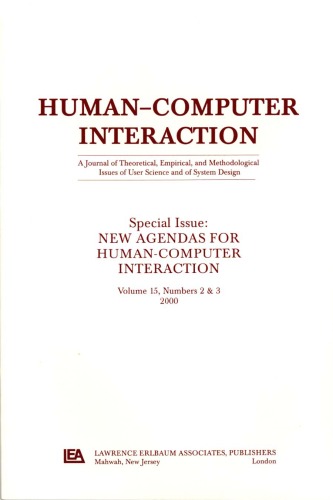 HUMAN–COMPUTER
INTERACTION
A Journal of Theoretical, Empirical, and Methodological
Issues of User Science and of System Design
Special Issue:
NEW AGENDAS FOR
HUMAN-COMPUTER
INTERACTION
Volume 15, Numbers 2 & 3
2000
LEA
LAWRENCE ERLBAUM ASSOCIATES, PUBLISHERS
Mahwah, New Jersey London